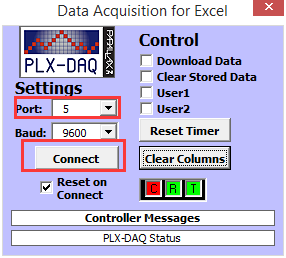 Data Acquisition for Excel
PARALLAX
PLX-DAQ
Settings
Port: 5
Baud: 9600
Connect
Reset on
Connect
Control
Download Data
Clear Stored Data
User1
User2
Reset Timer
Clear Columns
C R T
Controller Messages
PLX-DAQ Status